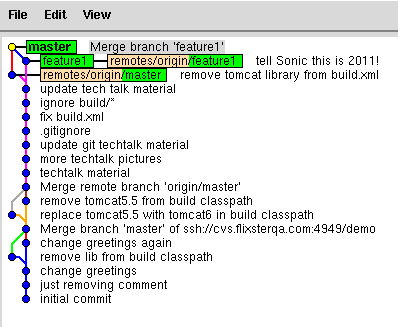 File Edit View
master Merge branch 'feature1'
feature1 remotes/origin/feature1 tell Sonic this is 2011!
remotes/origin/master remove tomcat library from build.xml
update tech talk material
ignore build/*
fix build.xml
.gitignore
update git techtalk material
more techtalk pictures
techtalk material
Merge remote branch 'origin/master'
remove tomcat5.5 from build classpath
replace tomcat5.5 with tomcat6 in build classpath
Merge branch 'master' of ssh://cvs.flixsterqa.com:4949/demo
change greetings again
remove lib from build classpath
change greetings
just removing comment
initial commit